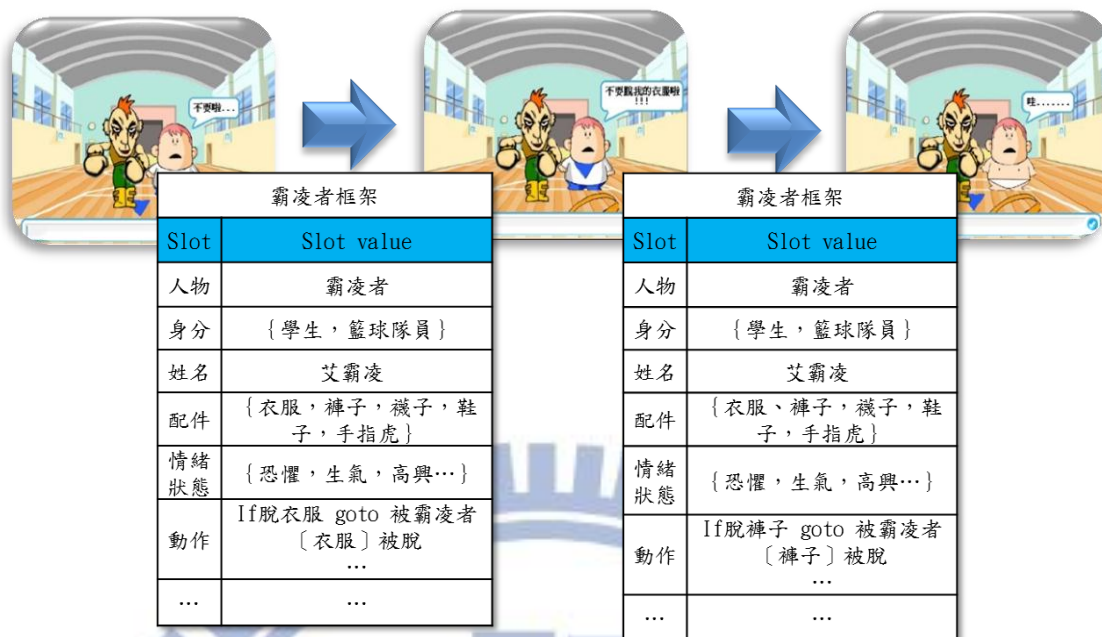 不要啦...
不要脫我的衣服啦
!!!
哇.......
霸凌者框架
Slot Slot value
人物 霸凌者
身分 {學生，籃球隊員}
姓名 艾霸凌
配件 {衣服，褲子，襪子，鞋
子，手指虎}
情緒
狀態 {恐懼，生氣，高興…}
動作 If脫衣服 goto 被霸凌者
〔衣服〕被脫
…
… …
霸凌者框架
Slot Slot value
人物 霸凌者
身分 {學生，籃球隊員}
姓名 艾霸凌
配件 {衣服、褲子，襪子，鞋
子，手指虎}
情緒
狀態 {恐懼，生氣，高興…}
動作 If脫褲子 goto 被霸凌者
〔褲子〕被脫
…
… …